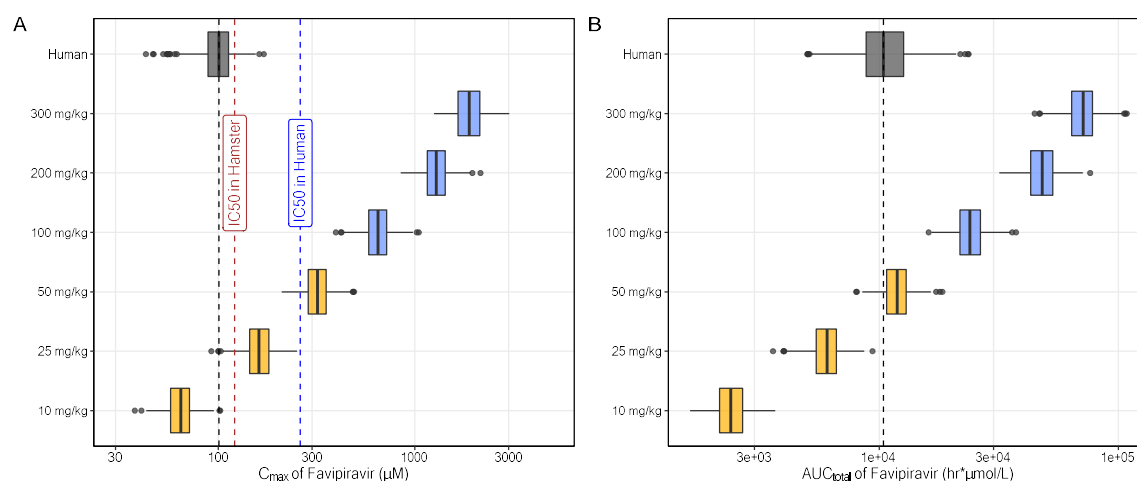 A
Human
300 mg/kg
200 mg/kg
100 mg/kg
50 mg/kg
25 mg/kg
10 mg/kg
IC50 in Hamster
IC50 in Human
30
100
300
1000
3000
Cmax of Favipiravir (μM)
B
Human
300 mg/kg
200 mg/kg
100 mg/kg
50 mg/kg
25 mg/kg
10 mg/kg
3e+03
1e+04
3e+04
1e+05
AUCtotal of Favipiravir (hr*μmol/L)